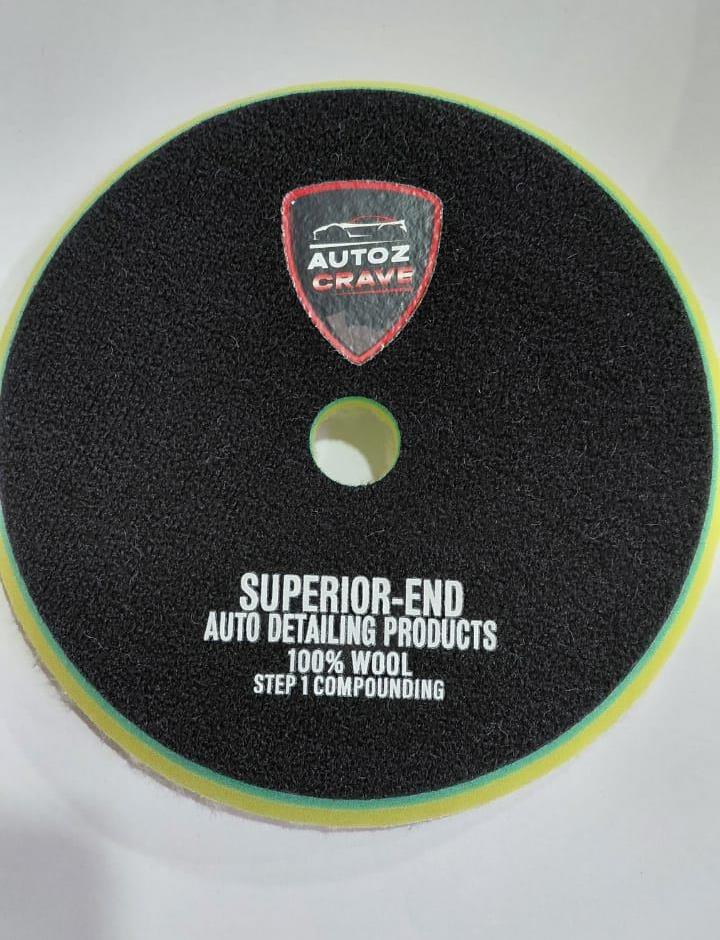 AUTOZ
CRAVE
SUPERIOR-END
AUTO DETAILING PRODUCTS
100% WOOL
STEP 1 COMPOUNDING